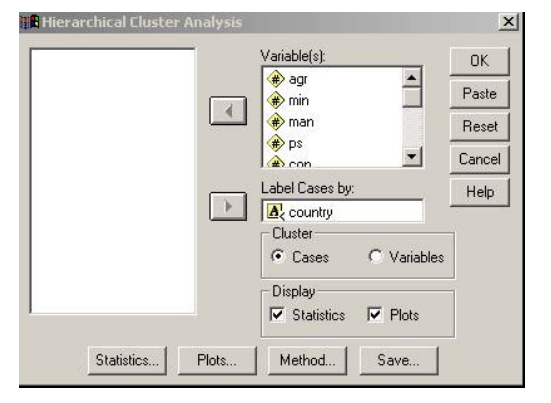 Hierarchical Cluster Analysis
Variable(s):
agr
min
man
ps
con
Label Cases by:
country
Cluster
Cases
Variables
Display
Statistics
Plots
OK
Paste
Reset
Cancel
Help
Statistics...
Plots...
Method...
Save...